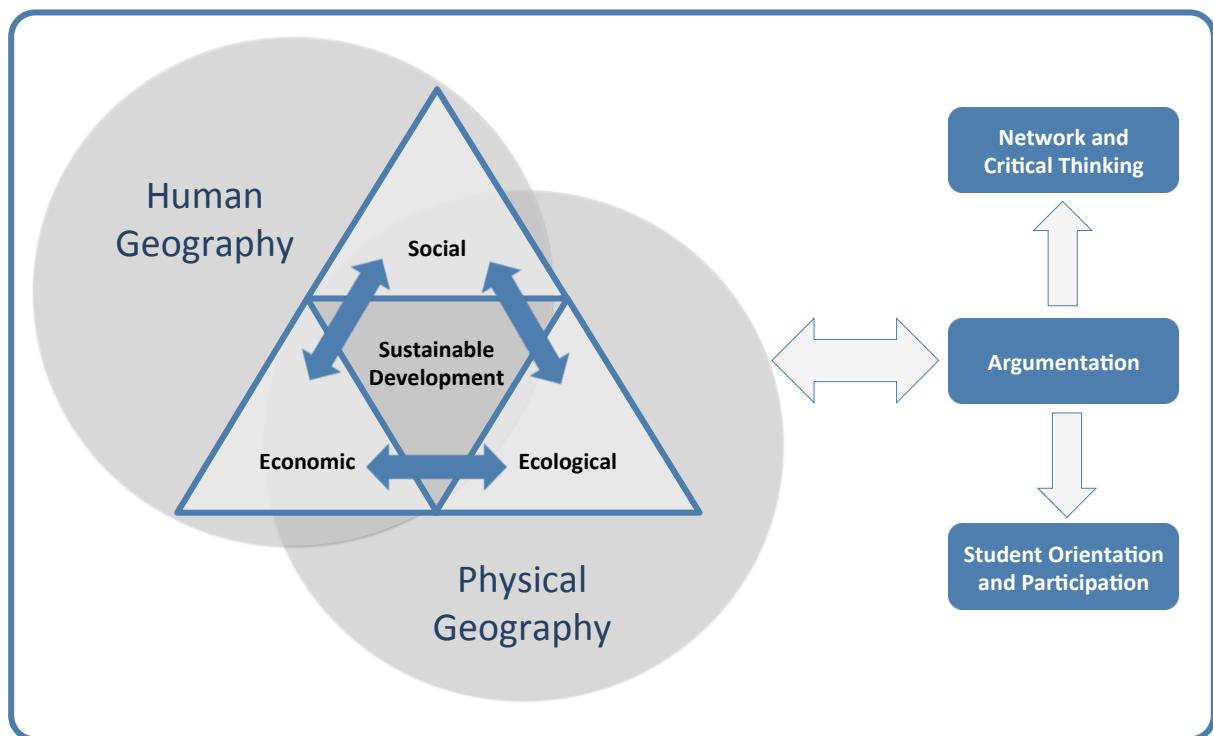 Human
Geography
Social
Sustainable
Development
Economic
Ecological
Physical
Geography
Network and
Critical Thinking
Argumentation
Student Orientation
and Participation